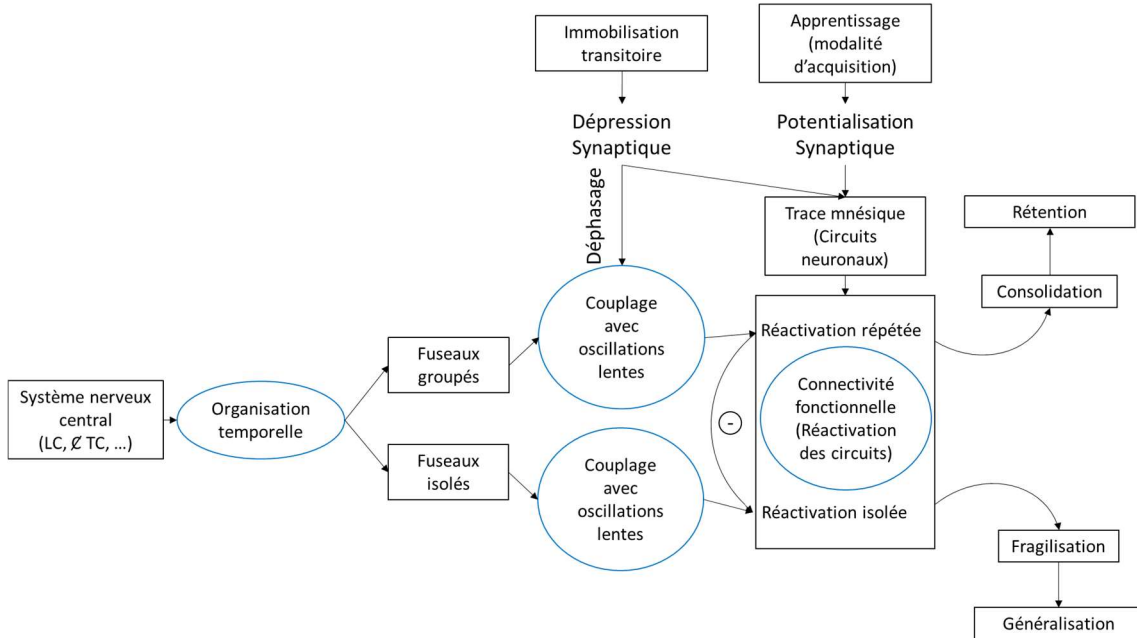 Immobilisation
transitoire
Apprentissage
(modalité
d'acquisition)
Dépression
Synaptique
Potentialisation
Synaptique
Déphasage
Trace mnésique
(Circuits
neuronaux)
Rétention
Consolidation
Couplage
avec
oscillations
lentes
Réactivation répétée
Fuseaux
groupés
Système nerveux
central
(LC, ₡ TC, ...)
Organisation
temporelle
Connectivité
fonctionnelle
(Réactivation
des circuits)
-
Fuseaux
isolés
Couplage
avec
oscillations
lentes
Réactivation isolée
Fragilisation
Généralisation